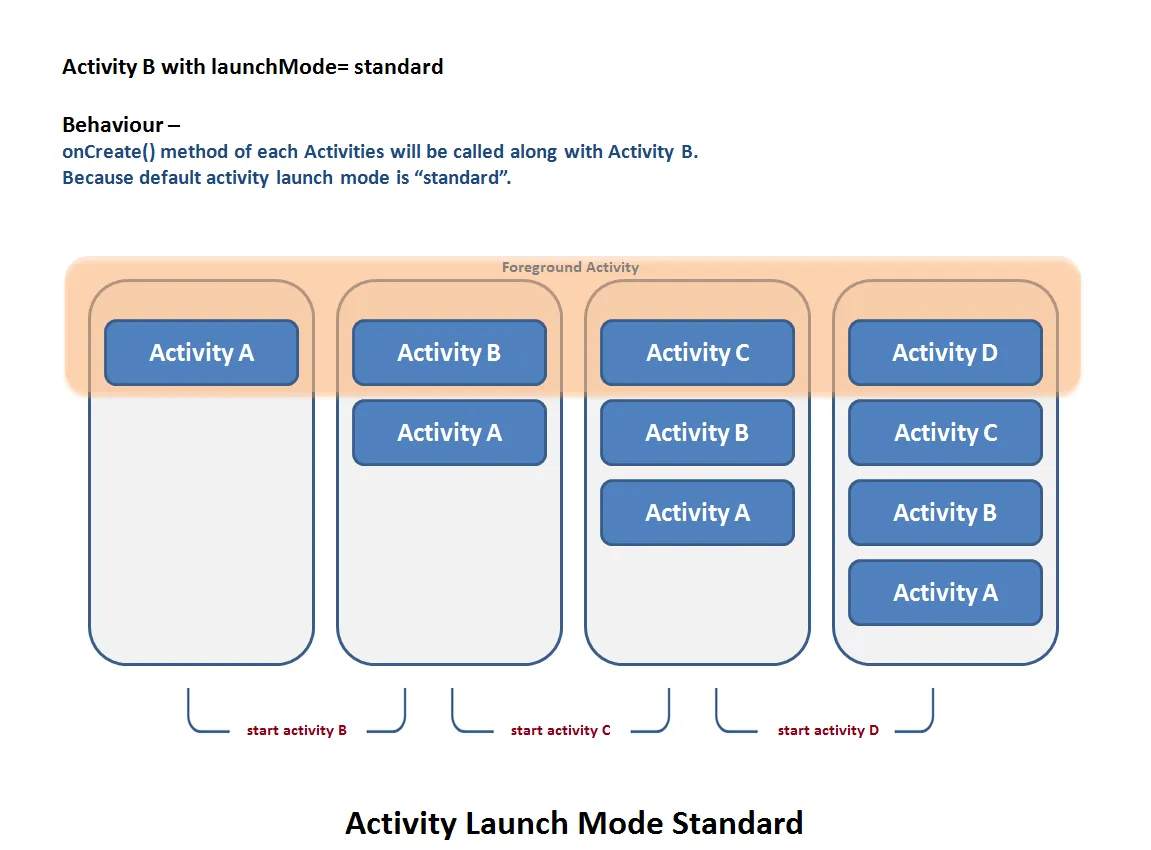 Activity B with launchMode= standard
Behaviour –
onCreate() method of each Activities will be called along with Activity B.
Because default activity launch mode is “standard”.
Foreground Activity
Activity A
Activity B
Activity C
Activity D
Activity A
Activity B
Activity C
Activity A
Activity B
Activity A
start activity B
start activity C
start activity D
Activity Launch Mode Standard